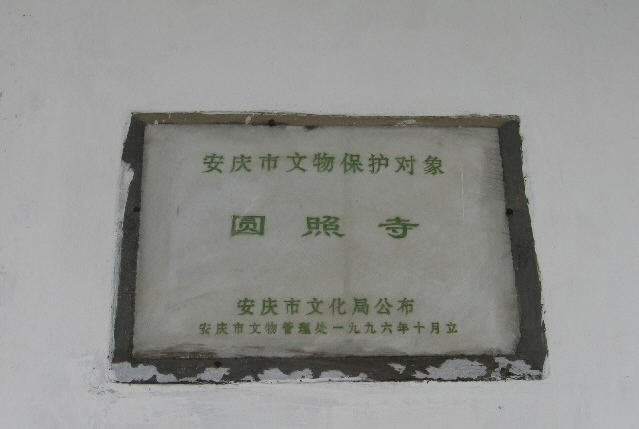 安庆市文物保护对象
圆照寺
安庆市文化局公布
安庆市文物管理处一九九六年十月立